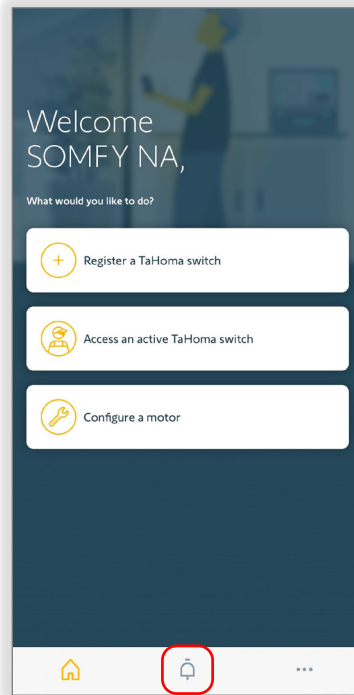 Welcome
SOMFY NA,
What would you like to do?
Register a TaHoma switch
Access an active TaHoma switch
Configure a motor